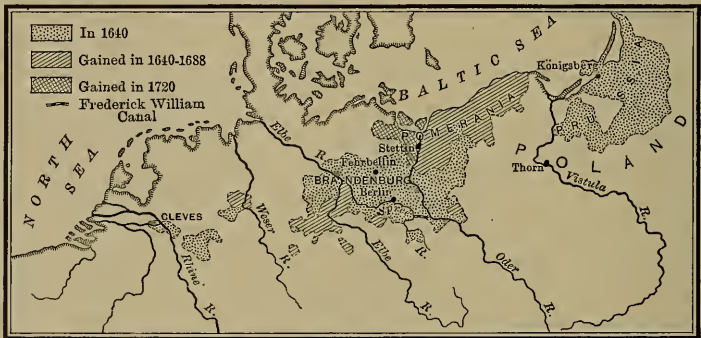 In 1640
Gained in 1640-1688
Gained in 1720
Frederick William
Canal
NORTH
SEA
BALTIC SEA
Königsberg
PRUSSIA
POMERANIA
POLAND
Stettin
Elbe
R.
Fehrbellin
BRANDENBURG
Berlin
Thorn
Vistula
R.
CLEVES
Weser
R.
SP.
R.
Rhine
R.
Elbe
R.
Oder
R.